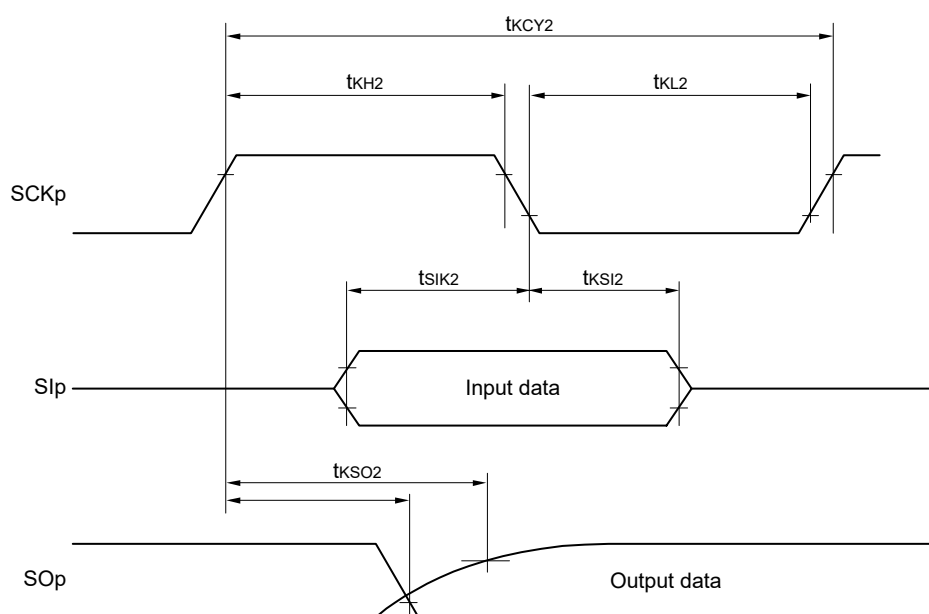 tKCY2
tKH2
tKL2
SCKp
tSIK2
tKSI2
SIp
Input data
tKSO2
SOp
Output data